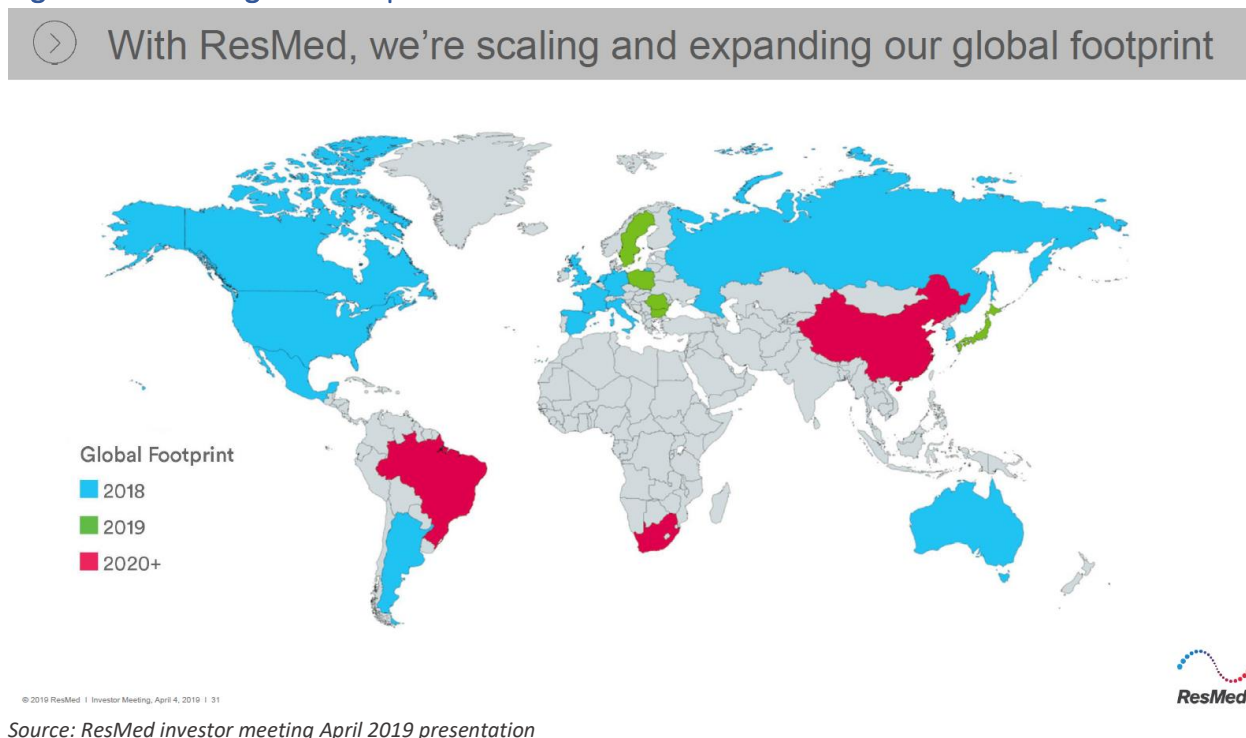 With ResMed, we're scaling and expanding our global footprint
Global Footprint
2018
2019
2020+
© 2019 ResMed I Investor Meeting, April 4, 2019 I 31
ResMed
Source: ResMed investor meeting April 2019 presentation